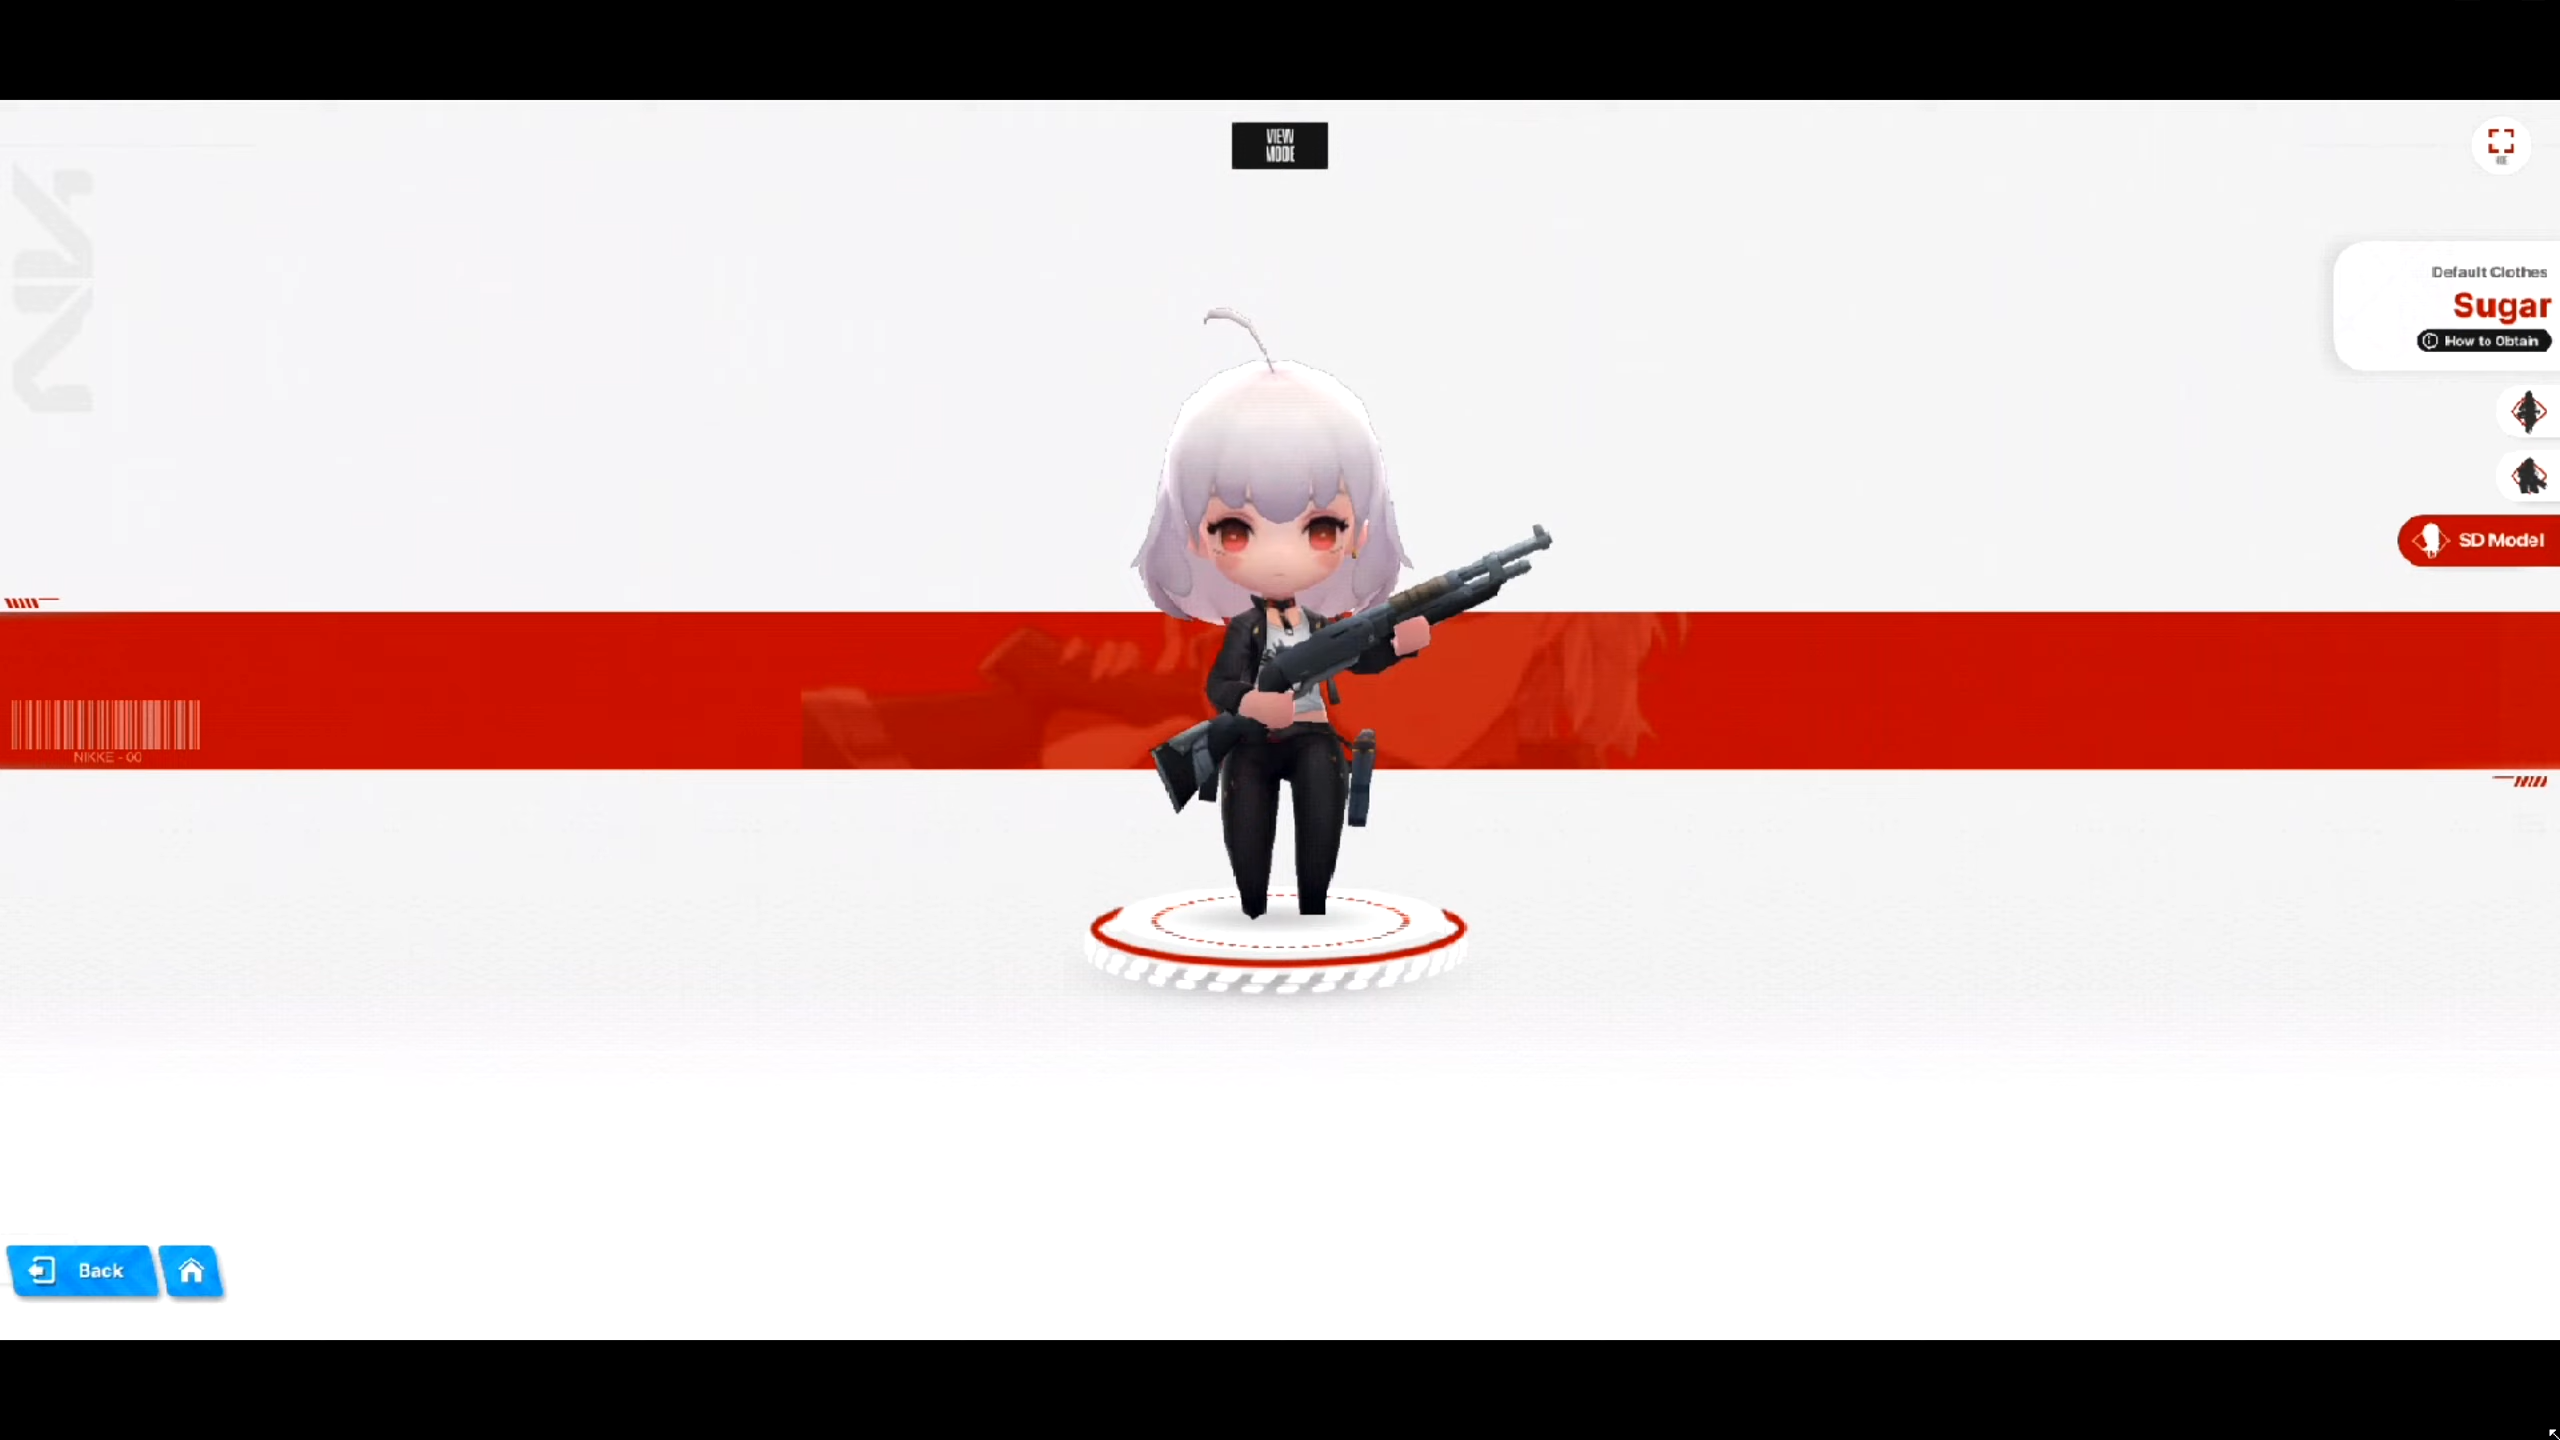 VIEW
MODE
Default Clothes
Sugar
How to Obtain
SD Model
NIKKE - 00
Back